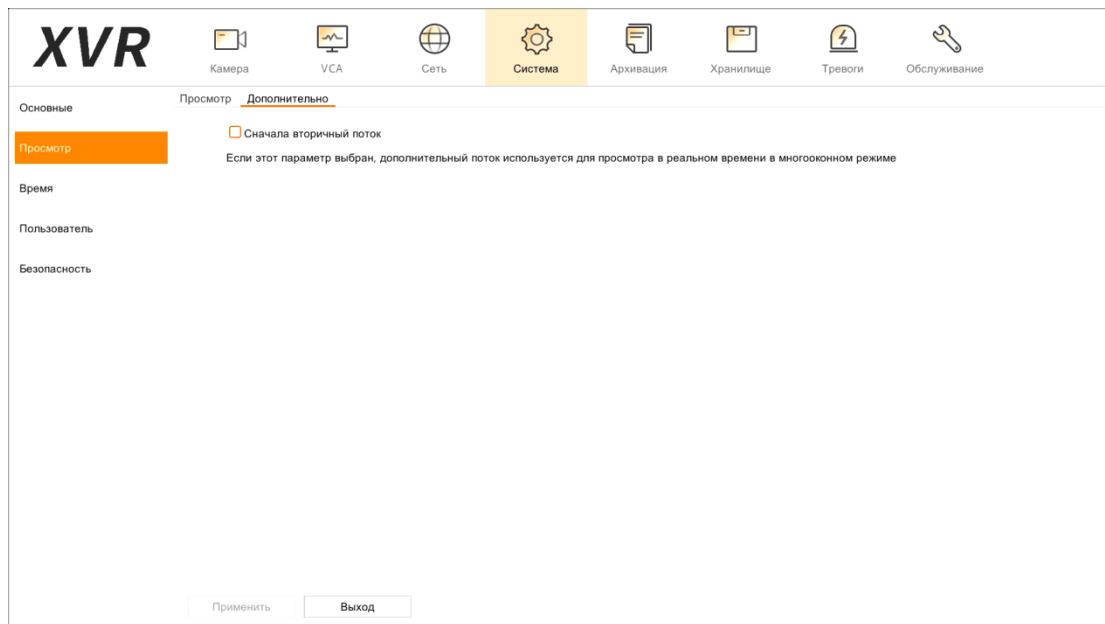 XVR
Камера VCA Сеть Система Архивация Хранилище Тревоги Обслуживание
Основные
Просмотр
Время
Пользователь
Безопасность
Просмотр Дополнительно
Сначала вторичный поток
Если этот параметр выбран, дополнительный поток используется для просмотра в реальном времени в многооконном режиме
Применить Выход